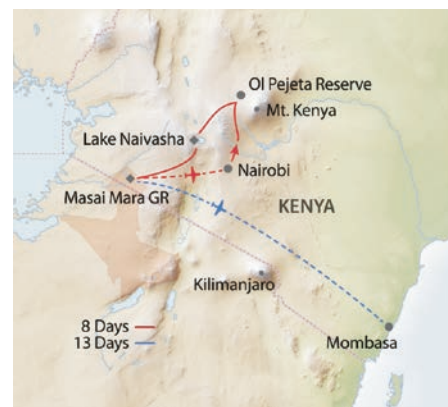 Ol Pejeta Reserve
Mt. Kenya
Lake Naivasha
Nairobi
Masai Mara GR
KENYA
Kilimanjaro
8 Days
13 Days
Mombasa